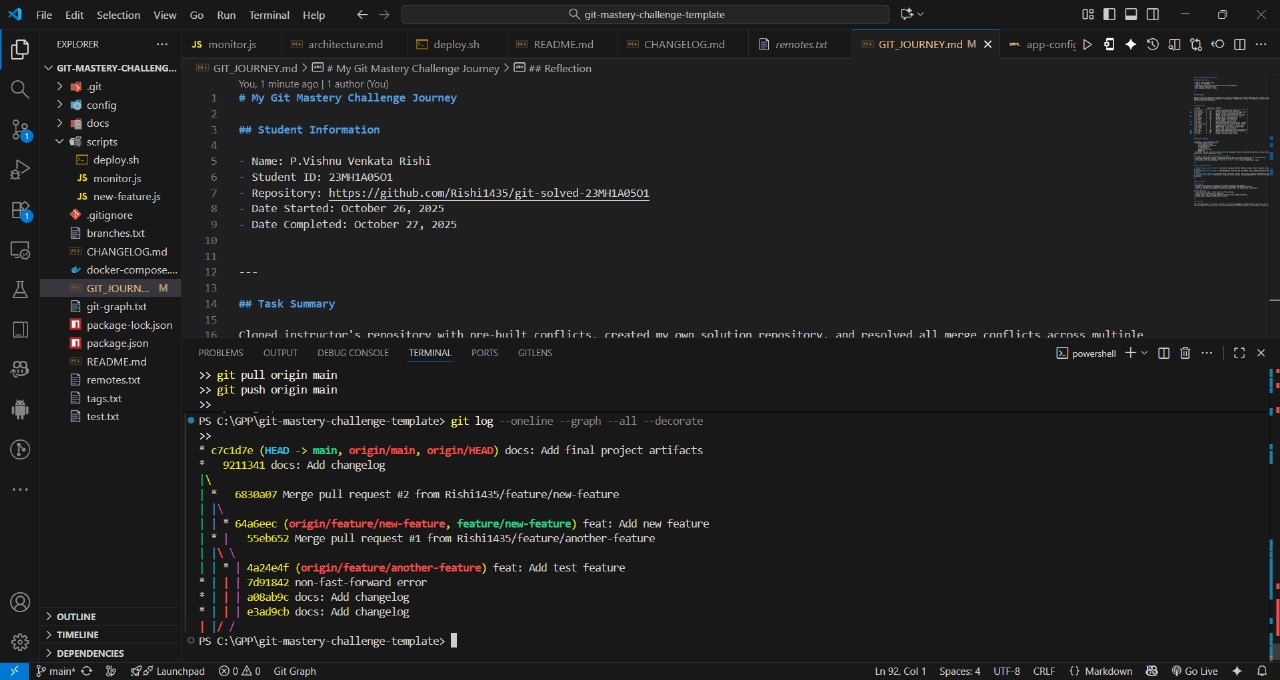 File Edit Selection View Go Run Terminal Help git-mastery-challenge-template
EXPLORER
GIT-MASTERY-CHALLENG...
.git
config
docs
scripts
deploy.sh
JS monitor.js
JS new-feature.js
.gitignore
branches.txt
CHANGELOG.md
docker-compose....
GIT_JOURN... M
git-graph.txt
package-lock.json
package.json
README.md
remotes.txt
tags.txt
test.txt
OUTLINE
TIMELINE
DEPENDENCIES
1
1
JS monitor.js architecture.md deploy.sh README.md CHANGELOG.md remotes.txt GIT_JOURNEY.md M app-config
GIT_JOURNEY.md > # My Git Mastery Challenge Journey > ## Reflection
You, 1 minute ago | 1 author (You)
1 # My Git Mastery Challenge Journey
2
3 ## Student Information
4
5 - Name: P.Vishnu Venkata Rishi
6 - Student ID: 23MH1A05O1
7 - Repository: https://github.com/Rishi1435/git-solved-23MH1A05O1
8 - Date Started: October 26, 2025
9 - Date Completed: October 27, 2025
10
11
12 ---
13
14 ## Task Summary
15
16 Cloned instructor's repository with pre-built conflicts, created my own solution repository, and resolved all merge conflicts across multiple
PROBLEMS OUTPUT DEBUG CONSOLE TERMINAL PORTS GITLENS powershell
>> git pull origin main
>> git push origin main
>>
PS C:\GPP\git-mastery-challenge-template> git log --oneline --graph --all --decorate
>>
* c7c1d7e (HEAD -> main, origin/main, origin/HEAD) docs: Add final project artifacts
* 9211341 docs: Add changelog
|\
| * 6830a07 Merge pull request #2 from Rishi1435/feature/new-feature
| |\
| | * 64a6eec (origin/feature/new-feature, feature/new-feature) feat: Add new feature
| * | 55eb652 Merge pull request #1 from Rishi1435/feature/another-feature
| |\ \
| | * | 4a24e4f (origin/feature/another-feature) feat: Add test feature
* | | | 7d91842 non-fast-forward error
* | | | a08ab9c docs: Add changelog
* | | | e3ad9cb docs: Add changelog
| |/ /
PS C:\GPP\git-mastery-challenge-template>
main* Launchpad 0 0 Git Graph Ln 92, Col 1 Spaces: 4 UTF-8 CRLF {} Markdown Go Live